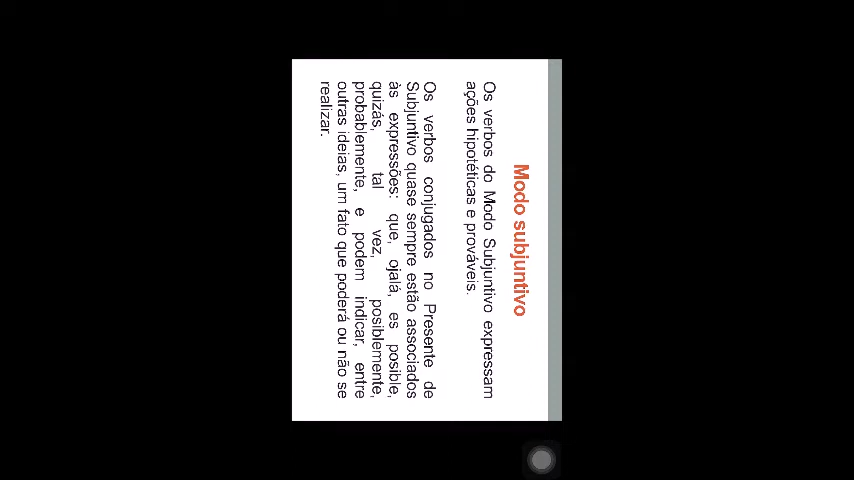 Modo subjuntivo
Os verbos do Modo Subjuntivo expressam
ações hipotéticas e prováveis.
Os verbos conjugados no Presente de
Subjuntivo quase sempre estão associados
às expressões: que, ojalá, es posible,
quizás, tal vez, posiblemente,
probablemente, e podem indicar, entre
outras ideias, um fato que poderá ou não se
realizar.